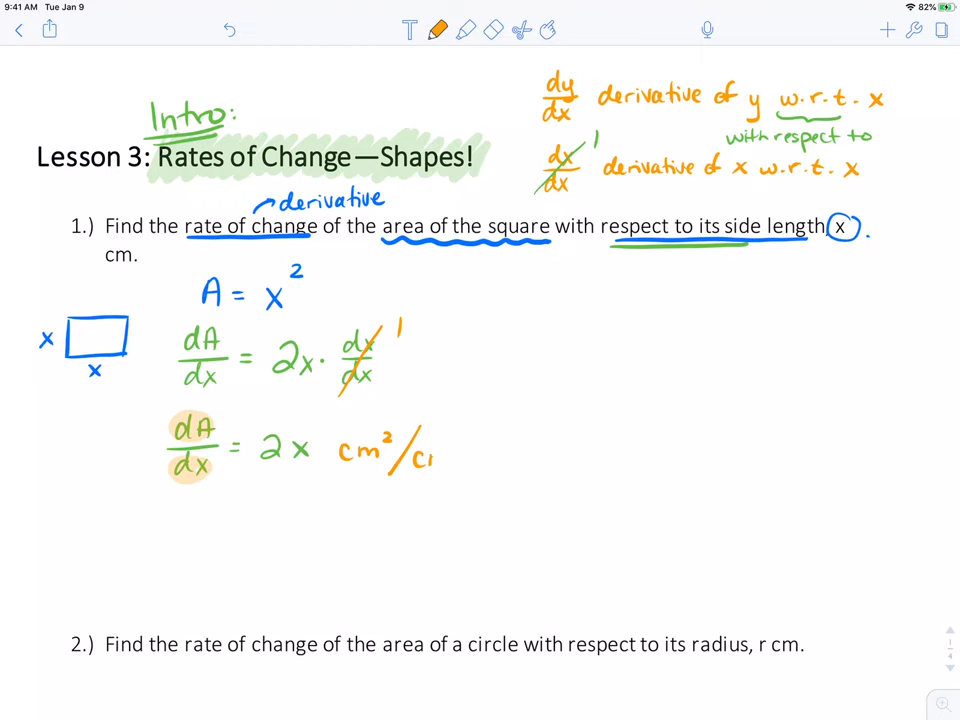 9:41 AM Tue Jan 9
82%
T
Intro:
Lesson 3: Rates of Change—Shapes!
dy/dx derivative of y w.r.t. x
with respect to
dx/dx 1 derivative of x w.r.t. x
derivative
1.) Find the rate of change of the area of the square with respect to its side length, x
cm.
A = x²
x
x
dA/dx = 2x · dx/dx 1
dA/dx = 2x cm²/c
2.) Find the rate of change of the area of a circle with respect to its radius, r cm.
1
4